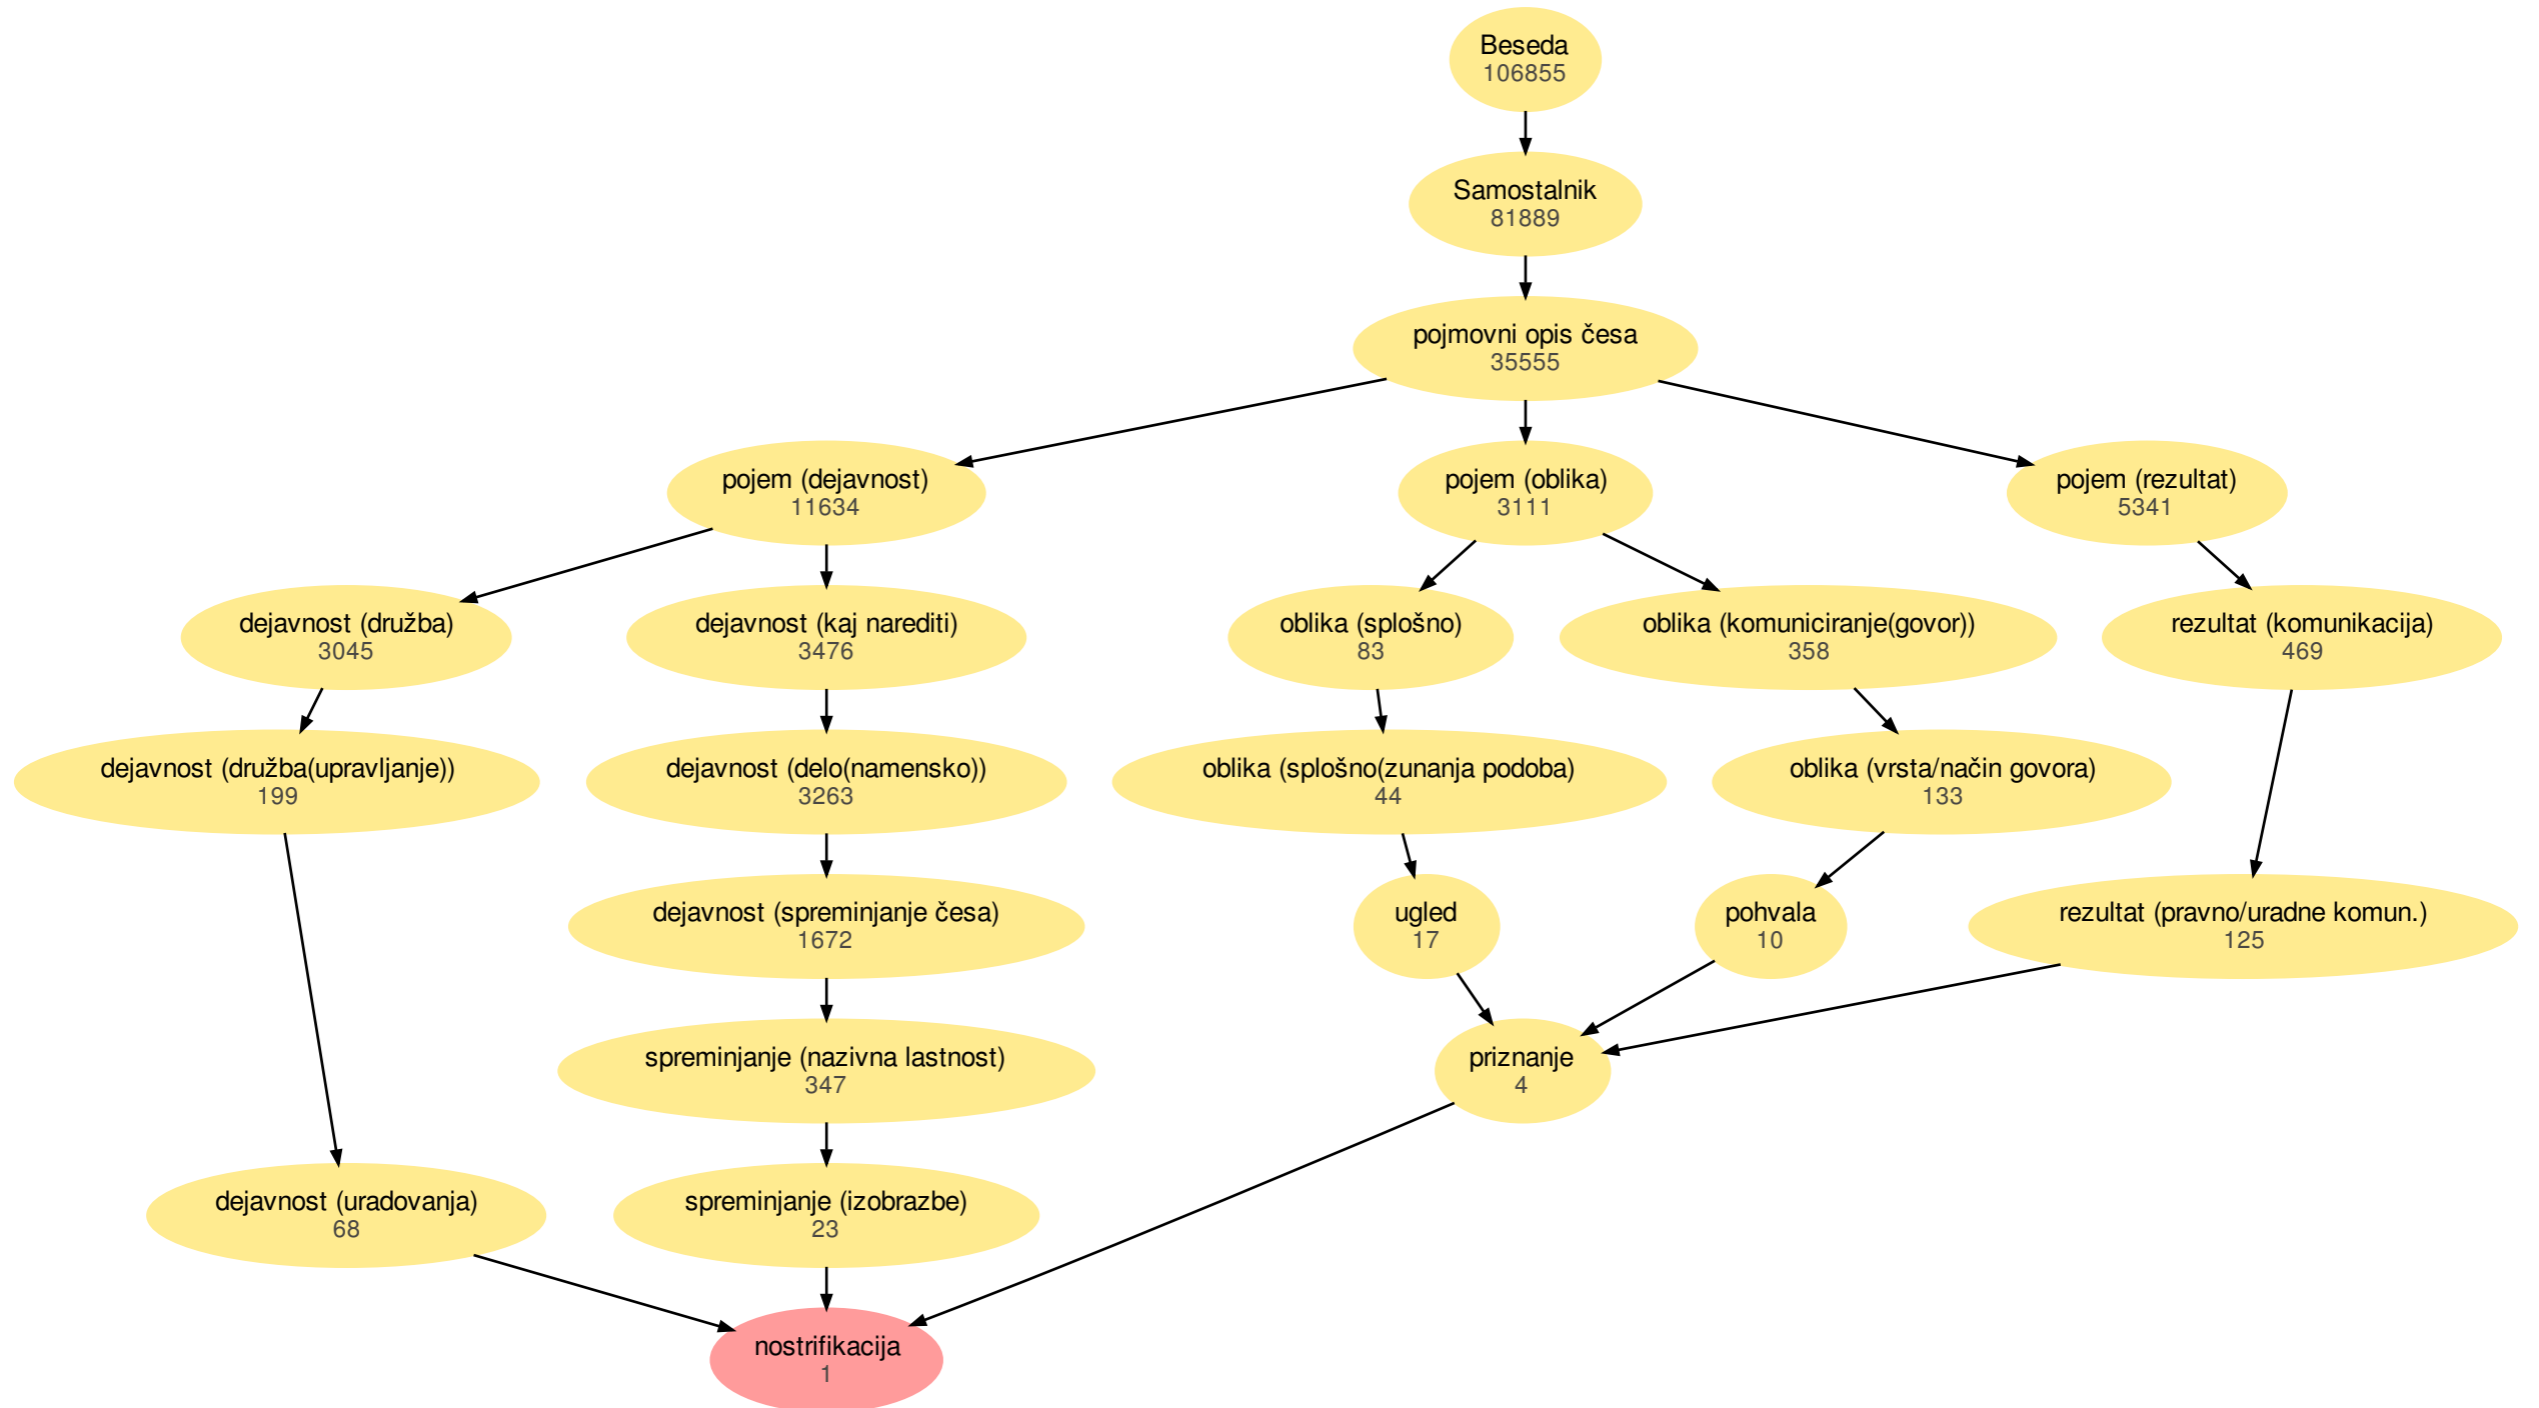 Beseda
106855
Samostalnik
81889
pojmovni opis česa
35555
pojem (dejavnost)
11634
pojem (oblika)
3111
pojem (rezultat)
5341
dejavnost (družba)
3045
dejavnost (kaj narediti)
3476
oblika (splošno)
83
oblika (komuniciranje(govor))
358
rezultat (komunikacija)
469
dejavnost (družba(upravljanje))
199
dejavnost (delo(namensko))
3263
oblika (splošno(zunanja podoba)
44
oblika (vrsta/način govora)
133
dejavnost (spreminjanje česa)
1672
ugled
17
pohvala
10
rezultat (pravno/uradne komun.)
125
spreminjanje (nazivna lastnost)
347
priznanje
4
dejavnost (uradovanja)
68
spreminjanje (izobrazbe)
23
nostrifikacija
1